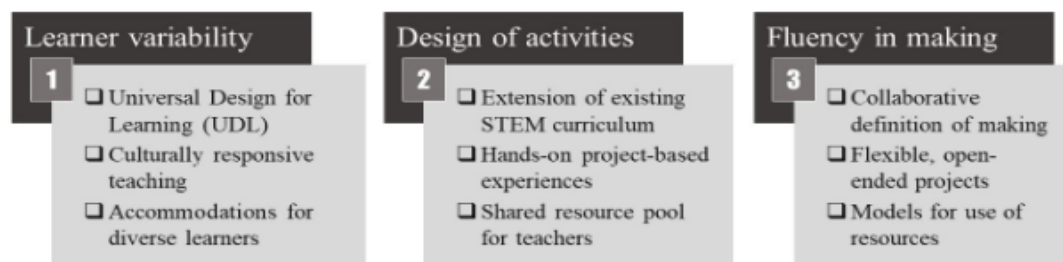 Learner variability
1
❑ Universal Design for
Learning (UDL)
❑ Culturally responsive
teaching
❑ Accommodations for
diverse learners
Design of activities
2
❑ Extension of existing
STEM curriculum
❑ Hands-on project-based
experiences
❑ Shared resource pool
for teachers
Fluency in making
3
❑ Collaborative
definition of making
❑ Flexible, open-
ended projects
❑ Models for use of
resources